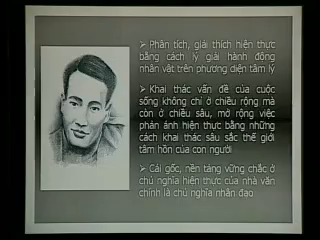 ➢ Phân tích, giải thích hiện thực
bằng cách lý giải hành động
nhân vật trên phương diện tâm lý
➢ Khai thác vấn đề của cuộc
sống không chỉ ở chiều rộng mà
còn ở chiều sâu, mở rộng việc
phản ánh hiện thực bằng những
cách khai thác sâu sắc thế giới
tâm hồn của con người
➢ Cái gốc, nền tảng vững chắc ở
chủ nghĩa hiện thực của nhà văn
chính là chủ nghĩa nhân đạo